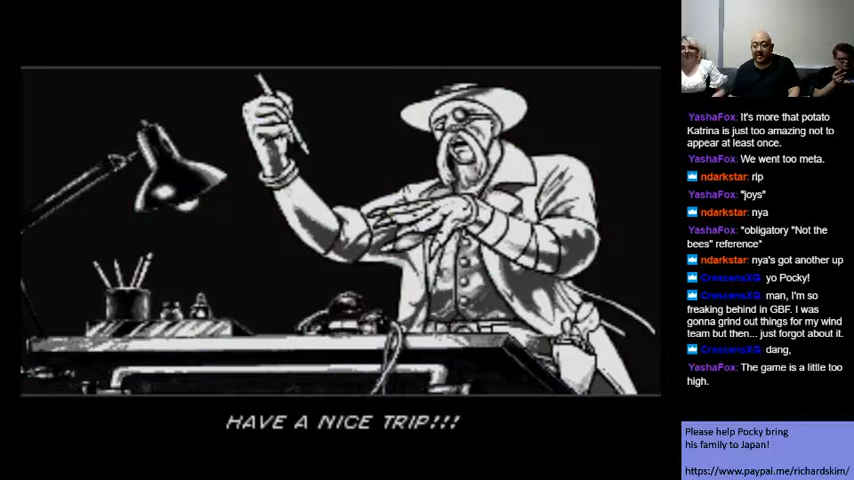 YashaFox: It's more that potato
Katrina is just too amazing not to
appear at least once.
YashaFox: We went too meta.
ndarkstar: rip
YashaFox: "joys"
ndarkstar: nya
YashaFox: "obligatory "Not the
bees" reference"
ndarkstar: nya's got another up
CrescensXG: yo Pocky!
CrescensXG: man, I'm so
freaking behind in GBF. I was
gonna grind out things for my wind
team but then... just forgot about it.
CrescensXG: dang,
YashaFox: The game is a little too
high.
HAVE A NICE TRIP!!!
Please help Pocky bring
his family to Japan!
https://www.paypal.me/richardskim/